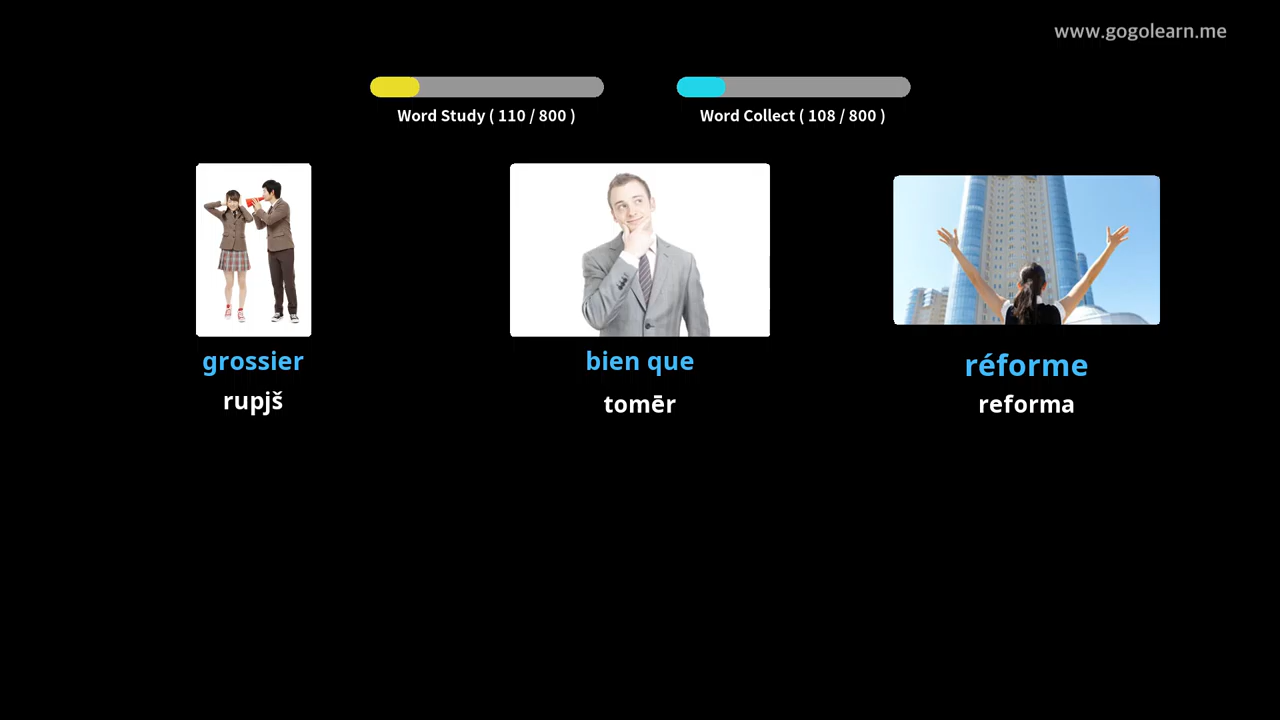 www.gogolearn.me
Word Study ( 110 / 800 )
Word Collect ( 108 / 800 )
grossier
bien que
réforme
rupjš
tomēr
reforma